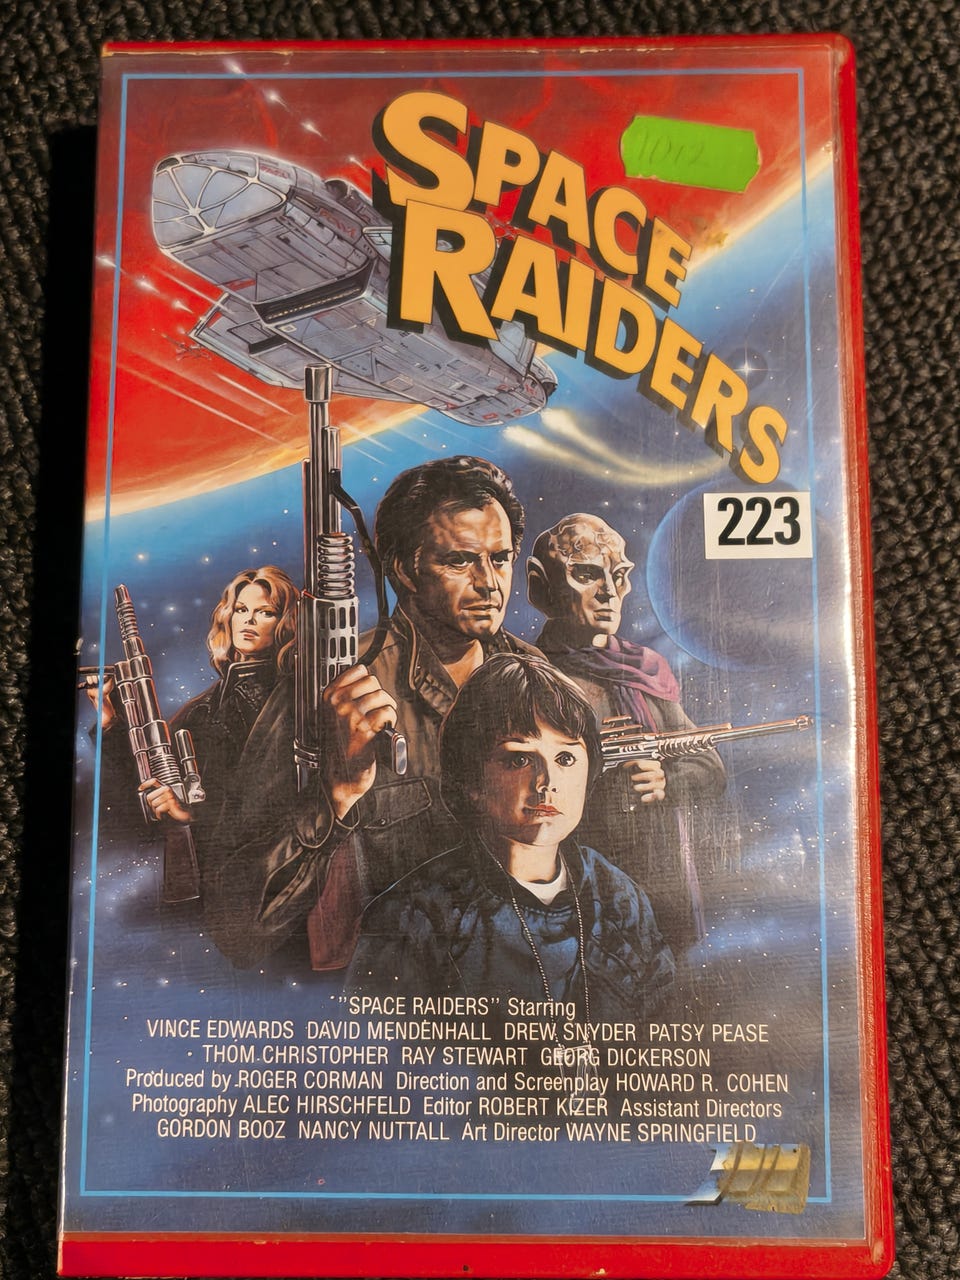 SPACE
RAIDERS
223
"SPACE RAIDERS" Starring
VINCE EDWARDS DAVID MENDENHALL DREW SNYDER PATSY PEASE
THOM CHRISTOPHER RAY STEWART GEORG DICKERSON
Produced by ROGER CORMAN Direction and Screenplay HOWARD R. COHEN
Photography ALEC HIRSCHFELD Editor ROBERT KIZER Assistant Directors
GORDON BOOZ NANCY NUTTALL Art Director WAYNE SPRINGFIELD